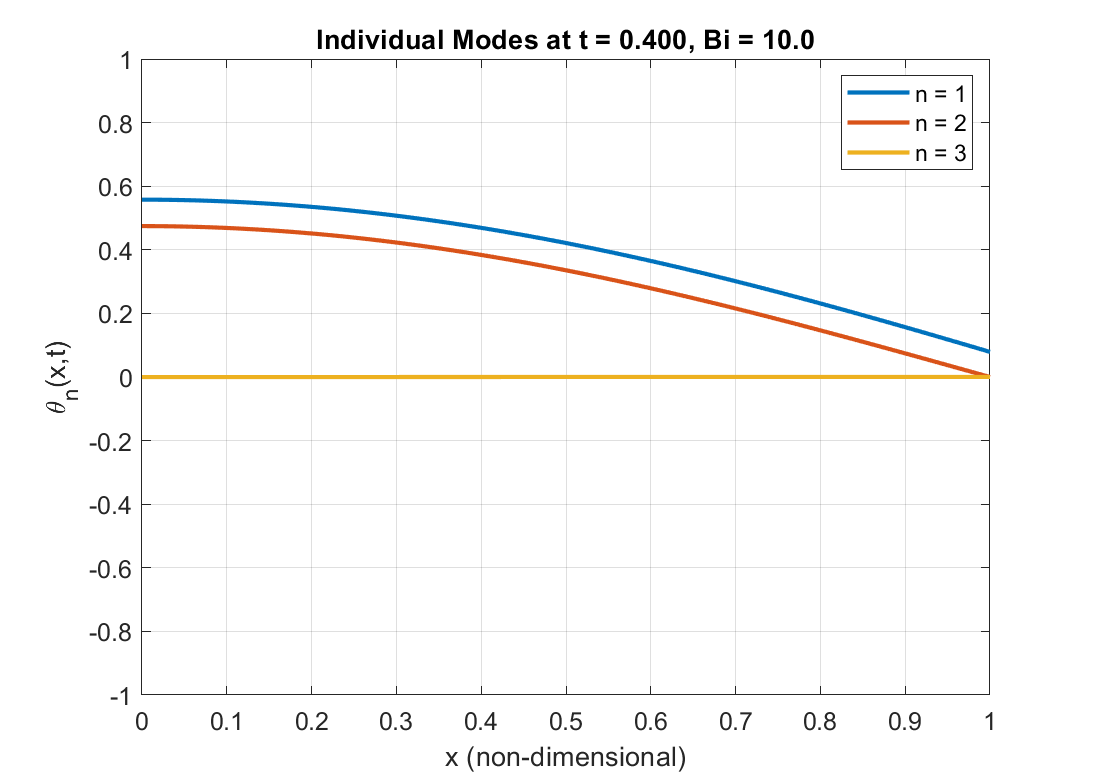 Individual Modes at t = 0.400, Bi = 10.0
n = 1
n = 2
n = 3
1
0.8
0.6
0.4
0.2
0
-0.2
-0.4
-0.6
-0.8
-1
θn(x,t)
0 0.1 0.2 0.3 0.4 0.5 0.6 0.7 0.8 0.9 1
x (non-dimensional)